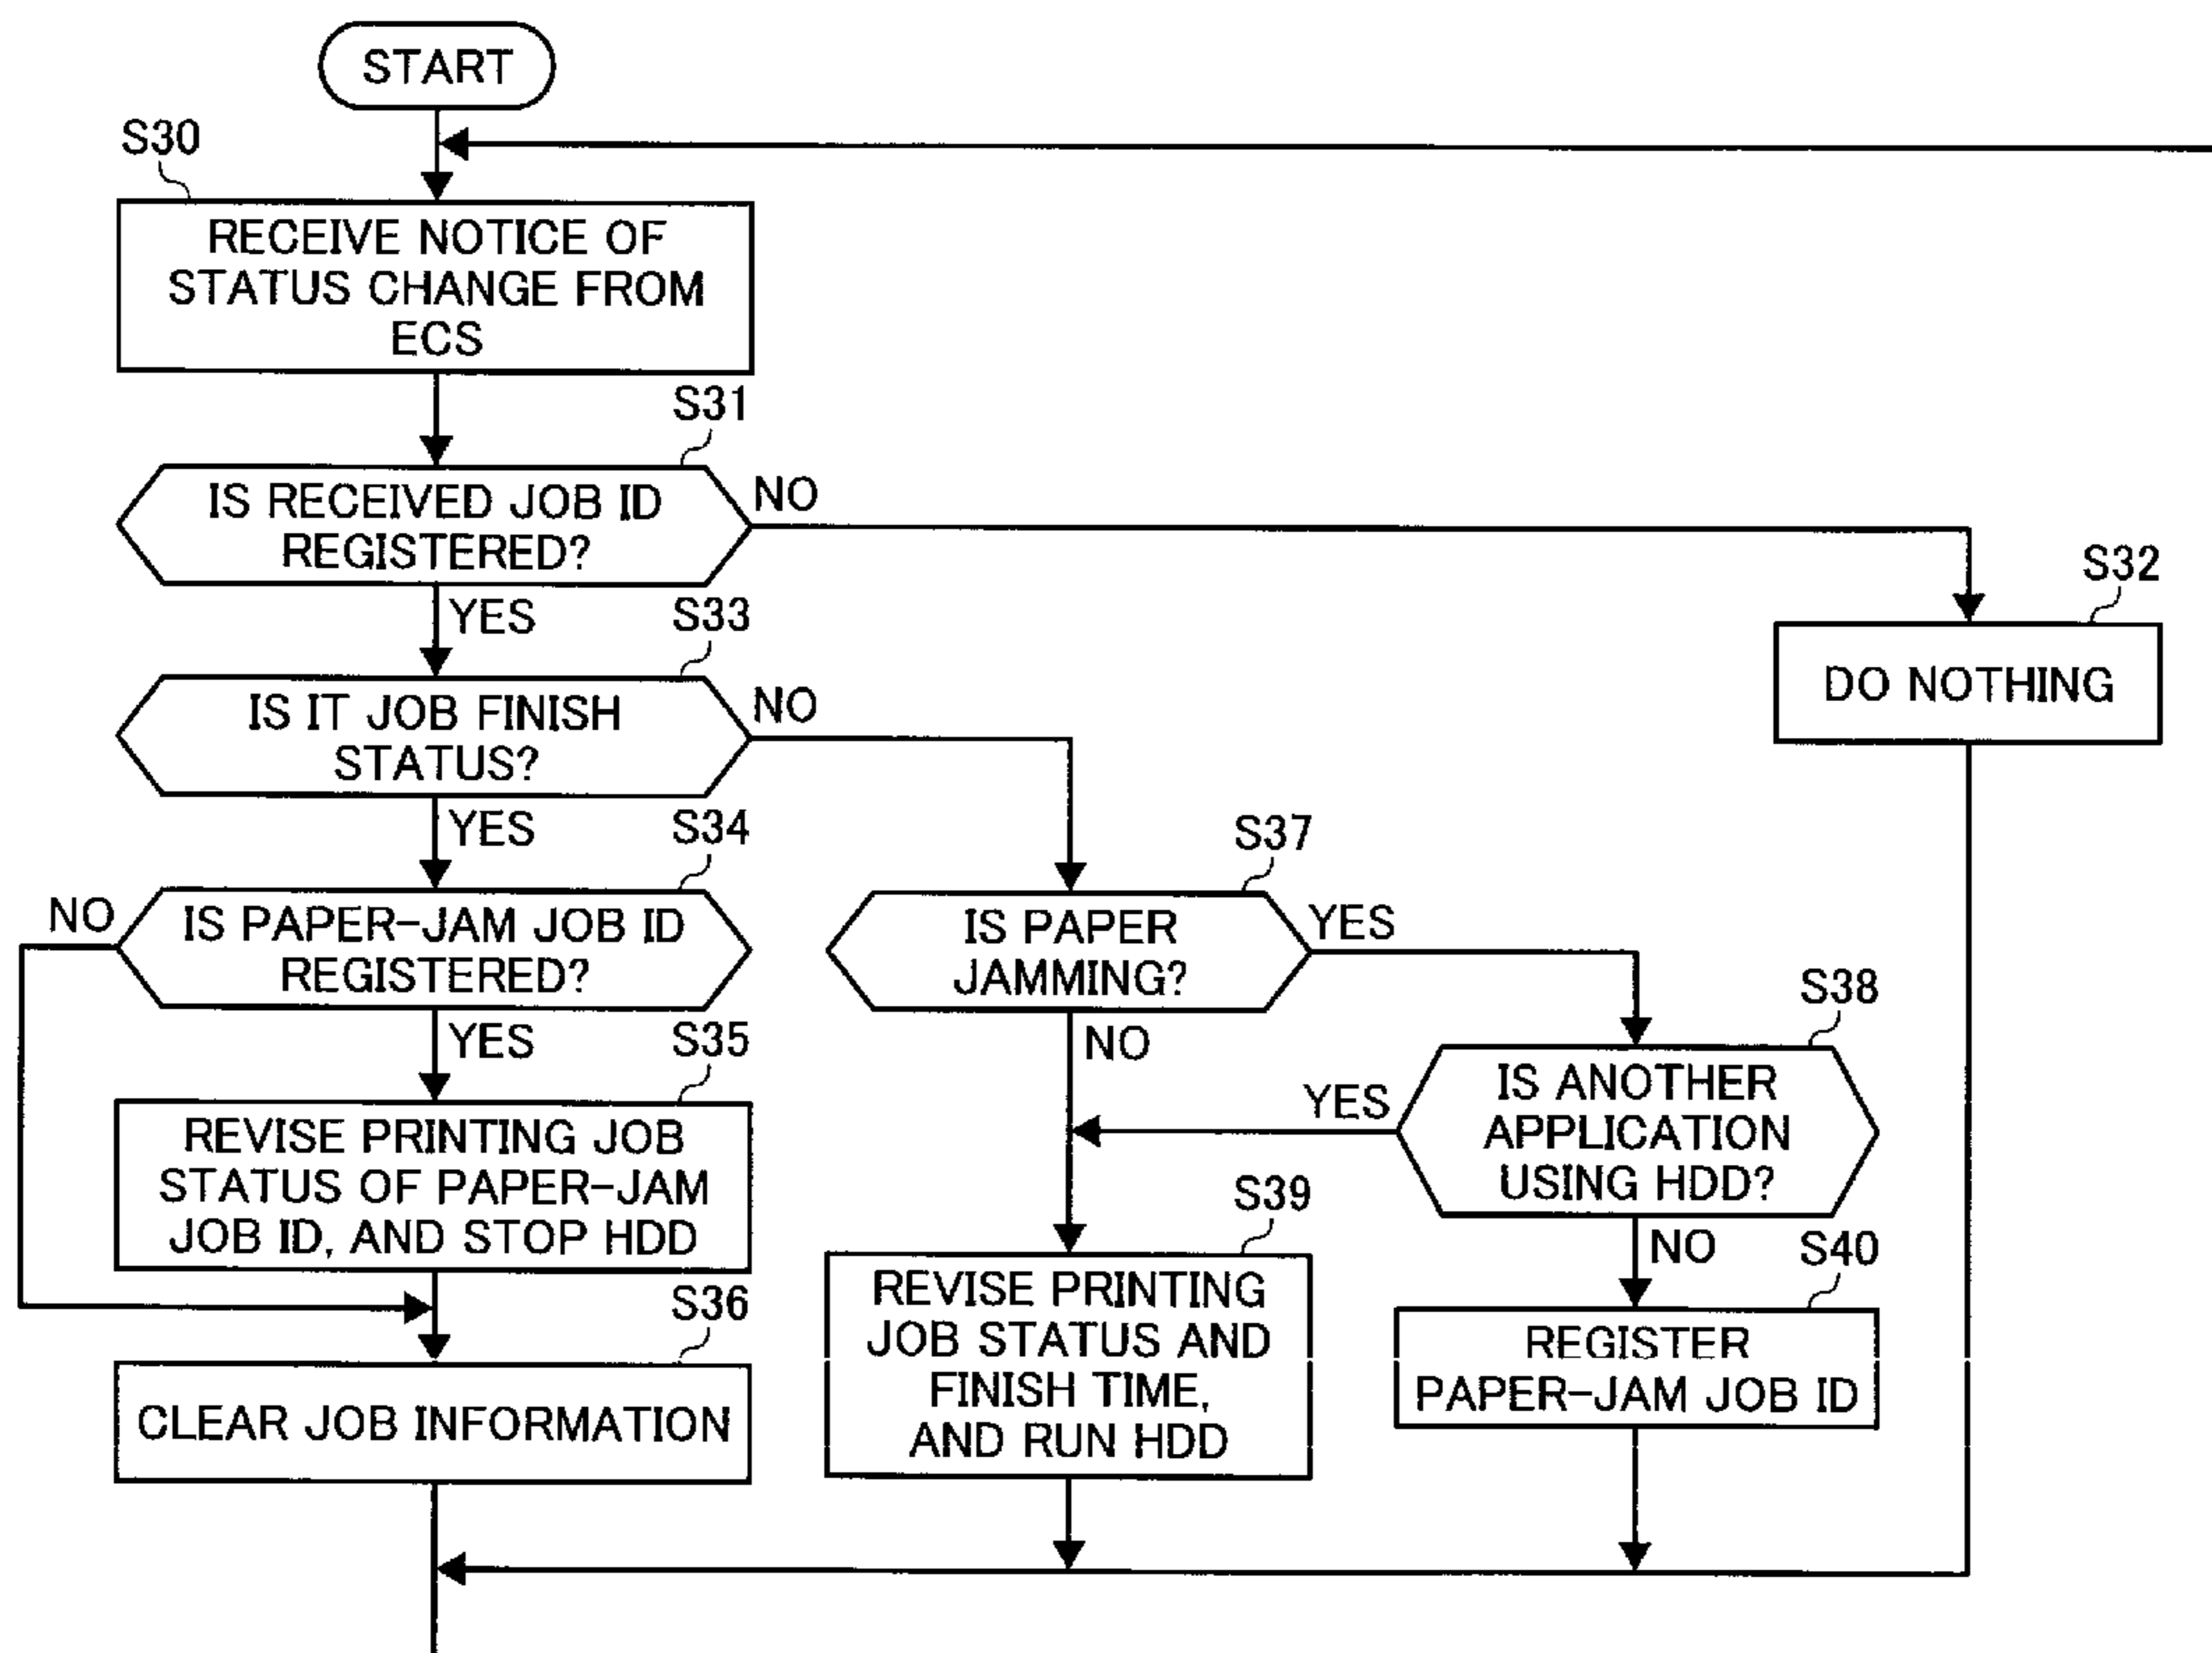 START
S30
RECEIVE NOTICE OF
STATUS CHANGE FROM
ECS
S31
IS RECEIVED JOB ID
REGISTERED?
NO
YES
S32
DO NOTHING
S33
IS IT JOB FINISH
STATUS?
NO
YES
S34
IS PAPER-JAM JOB ID
REGISTERED?
NO
YES
S35
REVISE PRINTING JOB
STATUS OF PAPER-JAM
JOB ID, AND STOP HDD
S36
CLEAR JOB INFORMATION
S37
IS PAPER
JAMMING?
YES
NO
S38
IS ANOTHER
APPLICATION
USING HDD?
YES
NO
S39
REVISE PRINTING
JOB STATUS AND
FINISH TIME,
AND RUN HDD
S40
REGISTER
PAPER-JAM JOB ID